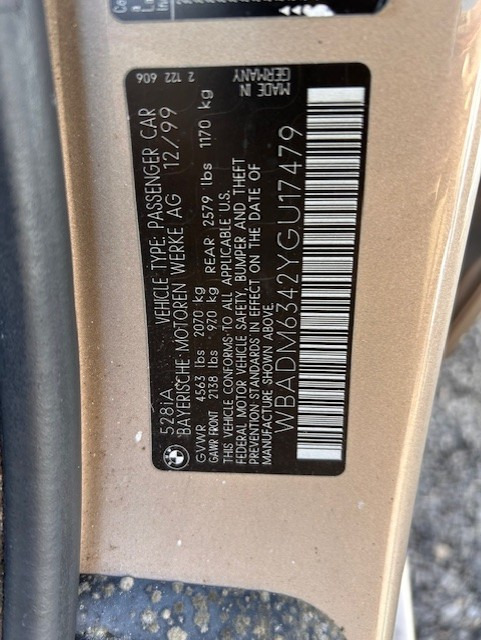 528iA VEHICLE TYPE: PASSENGER CAR
BAYERISCHE MOTOREN WERKE AG 12/99
GVWR 4563 lbs 2070 kg
GAWR FRONT 2138 lbs 970 kg REAR 2579 lbs 1170 kg
THIS VEHICLE CONFORMS TO ALL APPLICABLE U.S.
FEDERAL MOTOR VEHICLE SAFETY, BUMPER AND THEFT
PREVENTION STANDARDS IN EFFECT ON THE DATE OF
MANUFACTURE SHOWN ABOVE.
WBADM6342YGU17479
2 122 606
MADE IN
GERMANY